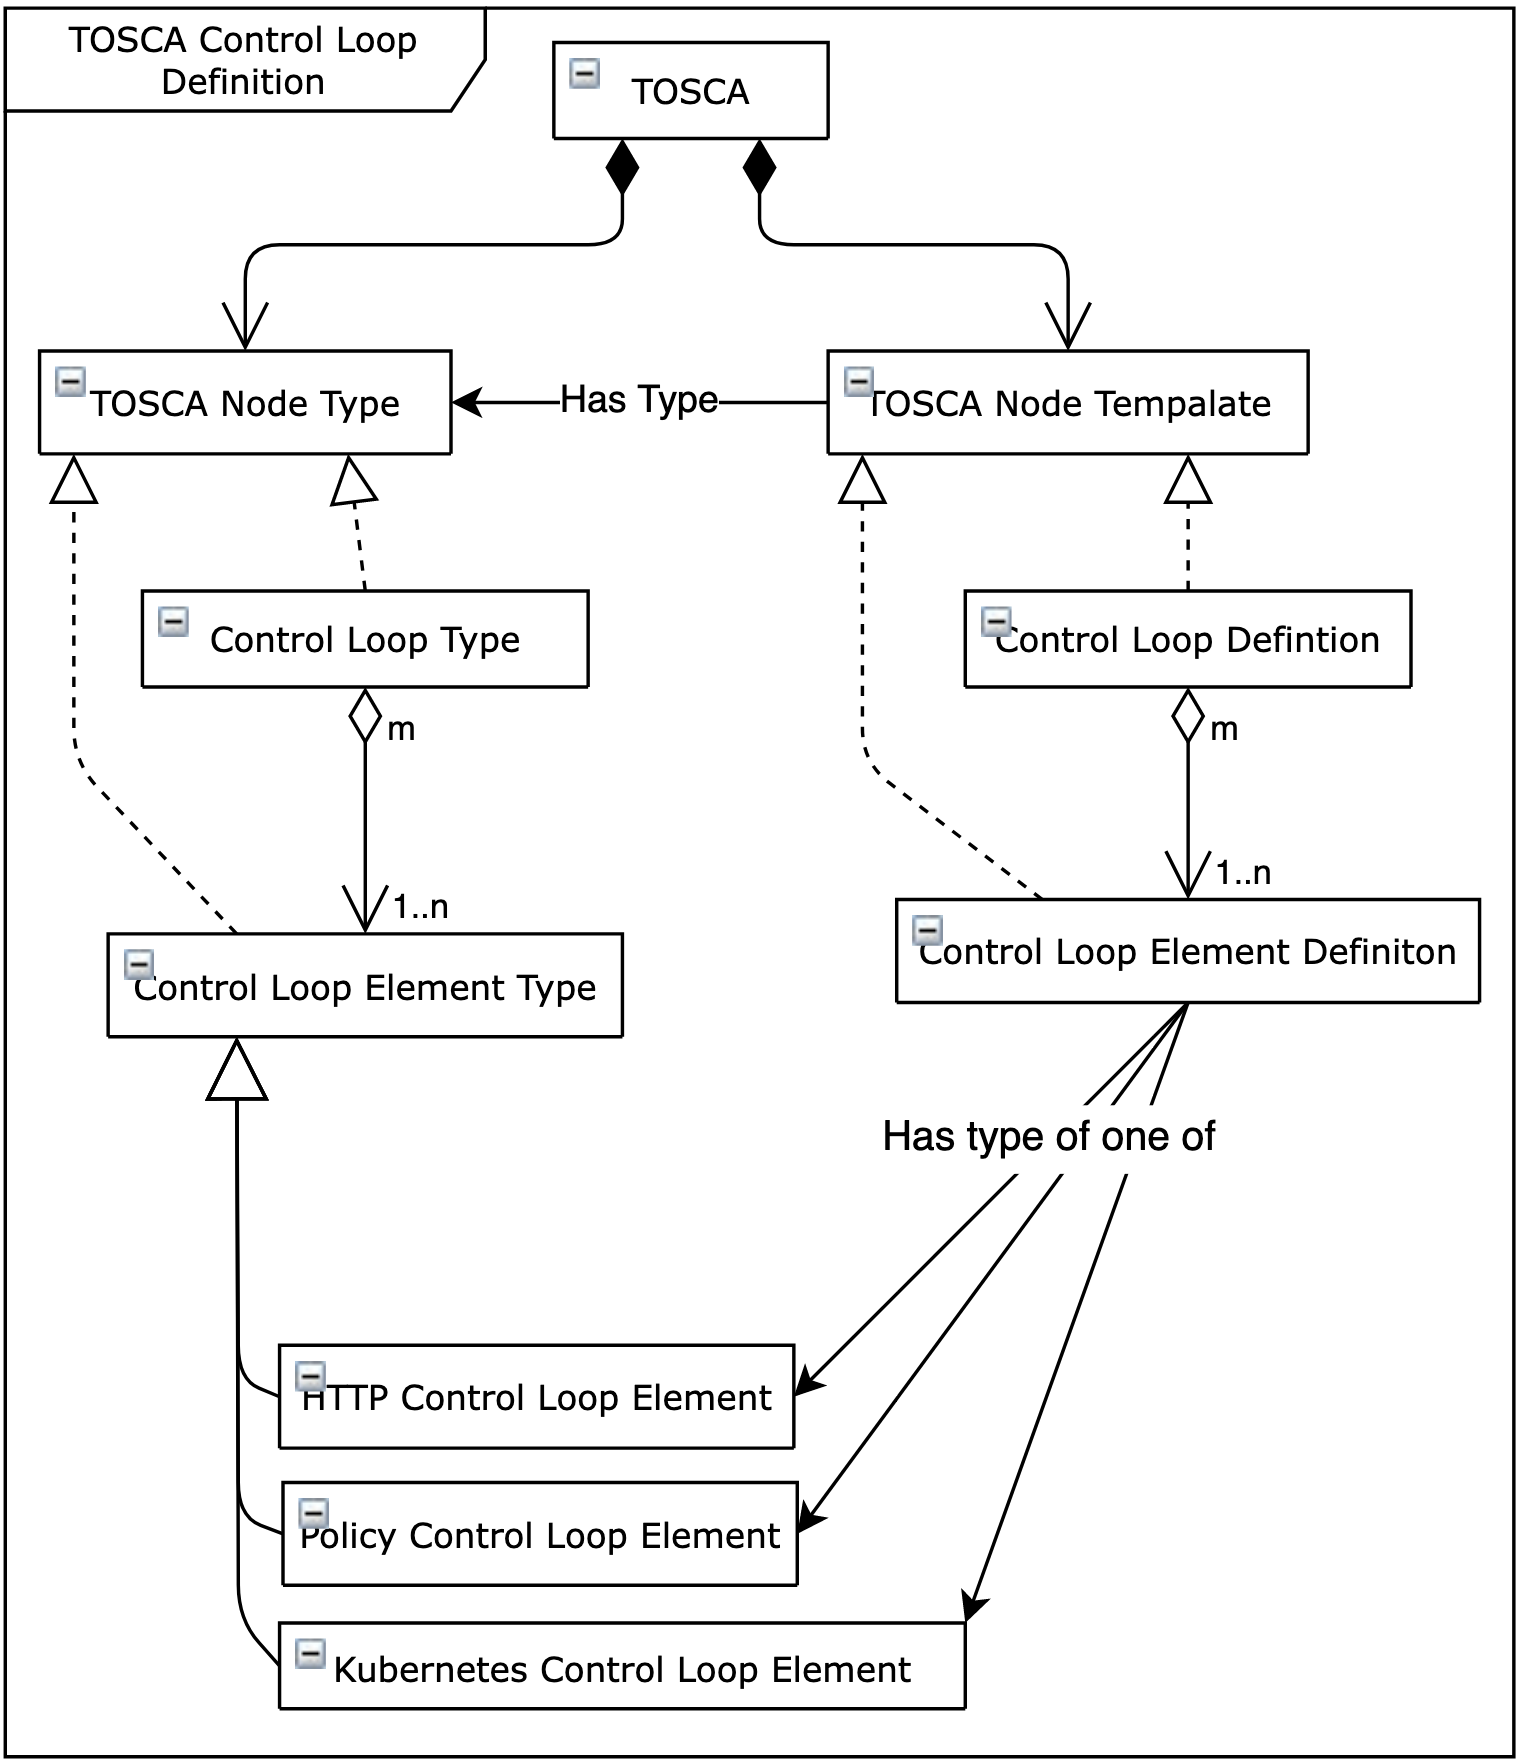 TOSCA Control Loop
Definition
TOSCA
TOSCA Node Type
Has Type
TOSCA Node Tempalate
Control Loop Type
Control Loop Defintion
m
m
1..n
1..n
Control Loop Element Type
Control Loop Element Definiton
Has type of one of
HTTP Control Loop Element
Policy Control Loop Element
Kubernetes Control Loop Element